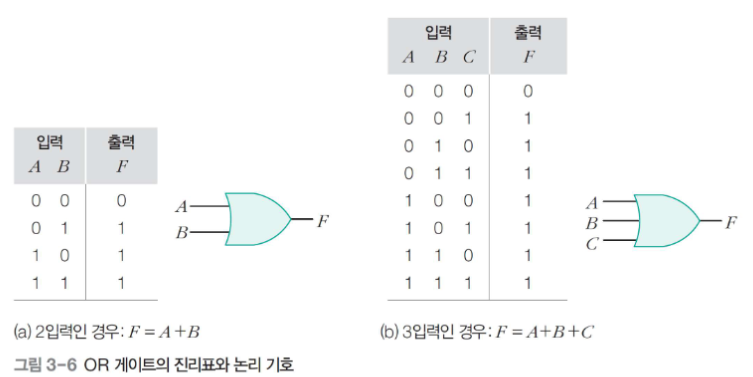 입력 출력
A B F
0 0 0
0 1 1
1 0 1
1 1 1
A
B
F
(a) 2입력인 경우: F = A+B
입력 출력
A B C F
0 0 0 0
0 0 1 1
0 1 0 1
0 1 1 1
1 0 0 1
1 0 1 1
1 1 0 1
1 1 1 1
A
B
C
F
(b) 3입력인 경우: F = A+B+C
그림 3-6 OR 게이트의 진리표와 논리 기호